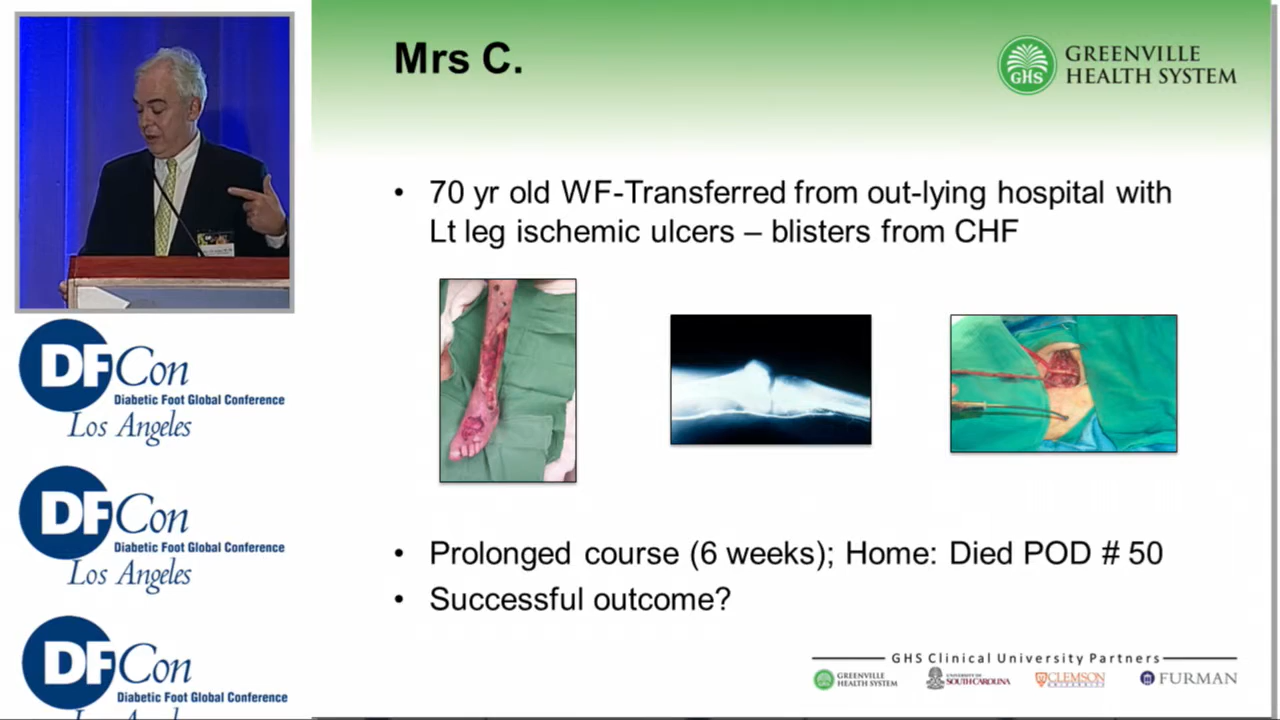 Mrs C.
GHS
GREENVILLE
HEALTH SYSTEM
• 70 yr old WF-Transferred from out-lying hospital with
Lt leg ischemic ulcers – blisters from CHF
• Prolonged course (6 weeks); Home: Died POD # 50
• Successful outcome?
GHS Clinical University Partners
GREENVILLE
HEALTH SYSTEM
UNIVERSITY OF
SOUTH CAROLINA
CLEMSON
UNIVERSITY
FURMAN
DFCon
Diabetic Foot Global Conference
Los Angeles
DFCon
Diabetic Foot Global Conference
Los Angeles
DFCon
Diabetic Foot Global Conference